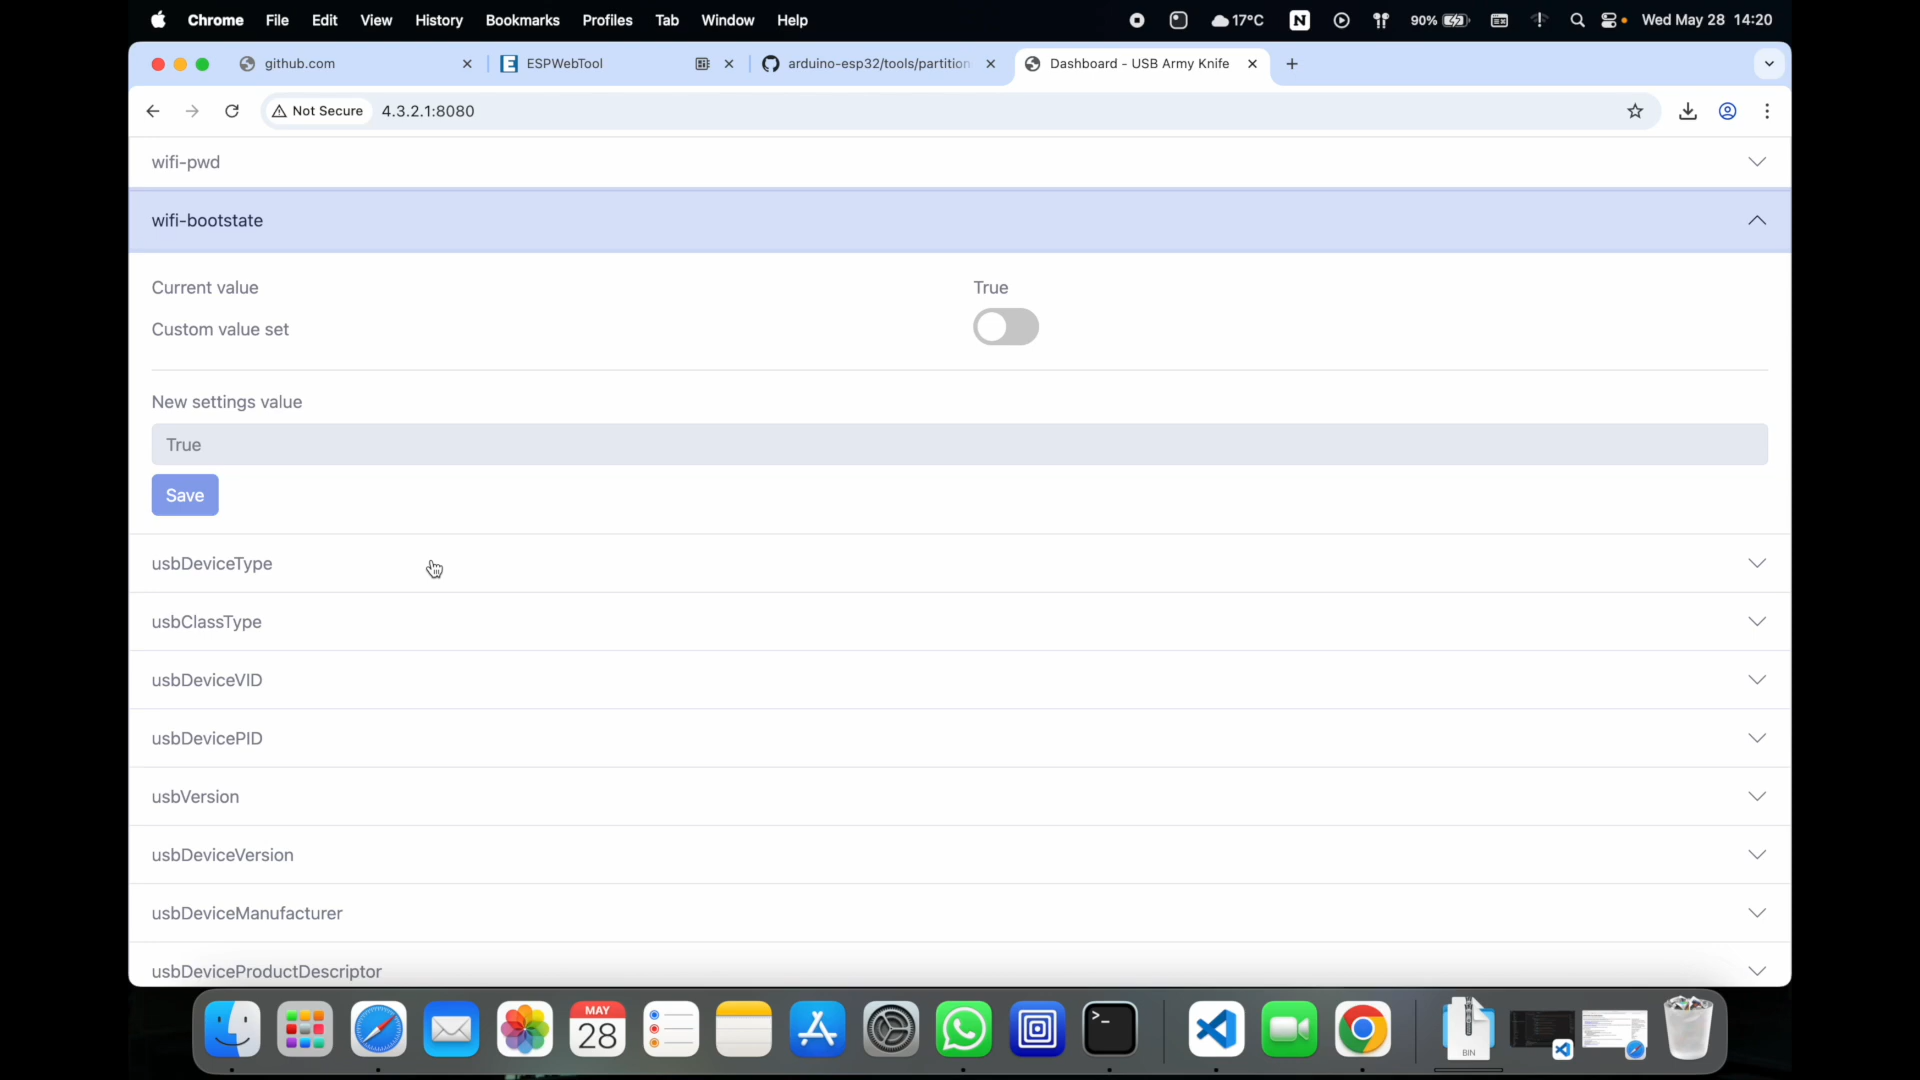 Chrome File Edit View History Bookmarks Profiles Tab Window Help 17°C 90% Wed May 28 14:20
github.com ESPWebTool arduino-esp32/tools/partition Dashboard - USB Army Knife
Not Secure 4.3.2.1:8080
wifi-pwd
wifi-bootstate
Current value True
Custom value set
New settings value
True
Save
usbDeviceType
usbClassType
usbDeviceVID
usbDevicePID
usbVersion
usbDeviceVersion
usbDeviceManufacturer
usbDeviceProductDescriptor
MAY
28
BIN